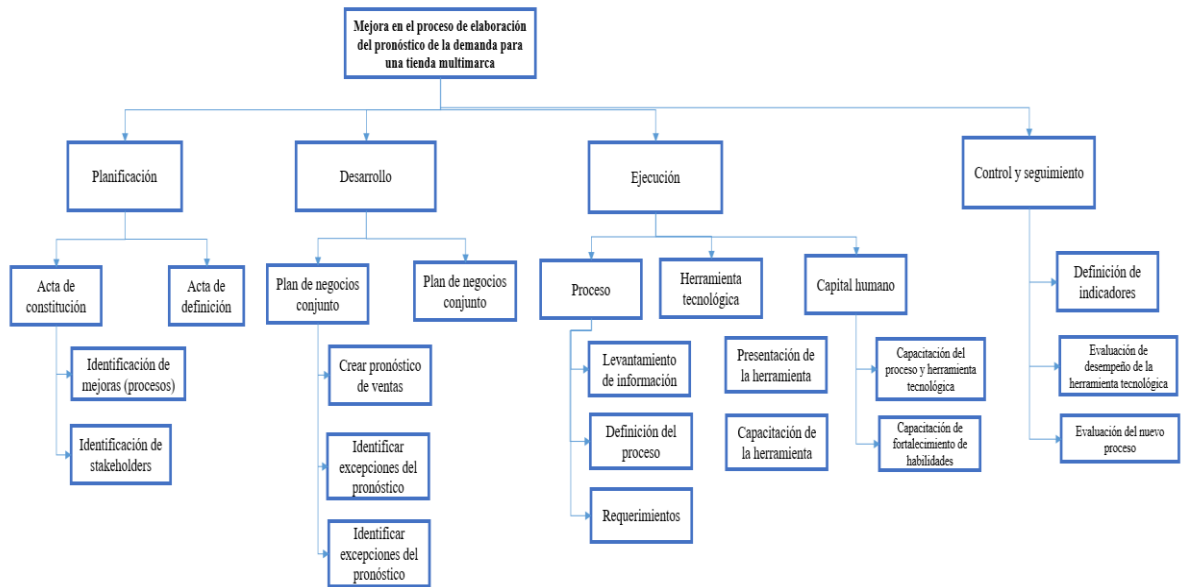 Mejora en el proceso de elaboración
del pronóstico de la demanda para
una tienda multimarca
Planificación
Desarrollo
Ejecución
Control y seguimiento
Acta de
constitución
Acta de
definición
Identificación de
mejoras (procesos)
Identificación de
stakeholders
Plan de negocios
conjunto
Plan de negocios
conjunto
Crear pronóstico
de ventas
Identificar
excepciones del
pronóstico
Identificar
excepciones del
pronóstico
Proceso
Herramienta
tecnológica
Capital humano
Levantamiento
de información
Definición del
proceso
Requerimientos
Presentación de
la herramienta
Capacitación de
la herramienta
Capacitación del
proceso y herramienta
tecnológica
Capacitación de
fortalecimiento de
habilidades
Definición de
indicadores
Evaluación de
desempeño de la
herramienta tecnológica
Evaluación del nuevo
proceso